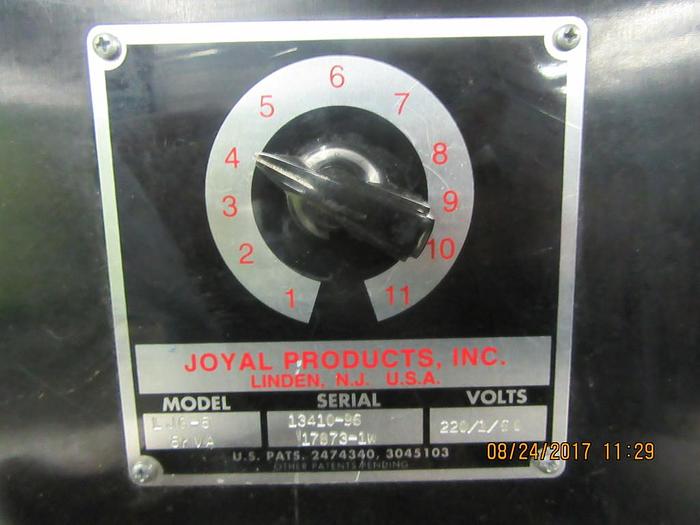 6
5 7
4 8
3 9
2 10
1 11
JOYAL PRODUCTS, INC.
LINDEN, N.J. U.S.A.
MODEL SERIAL VOLTS
13410-96
17873-1W
U.S. PATS. 2474340, 3045103
OTHER PATENTS PENDING
08/24/2017 11:29